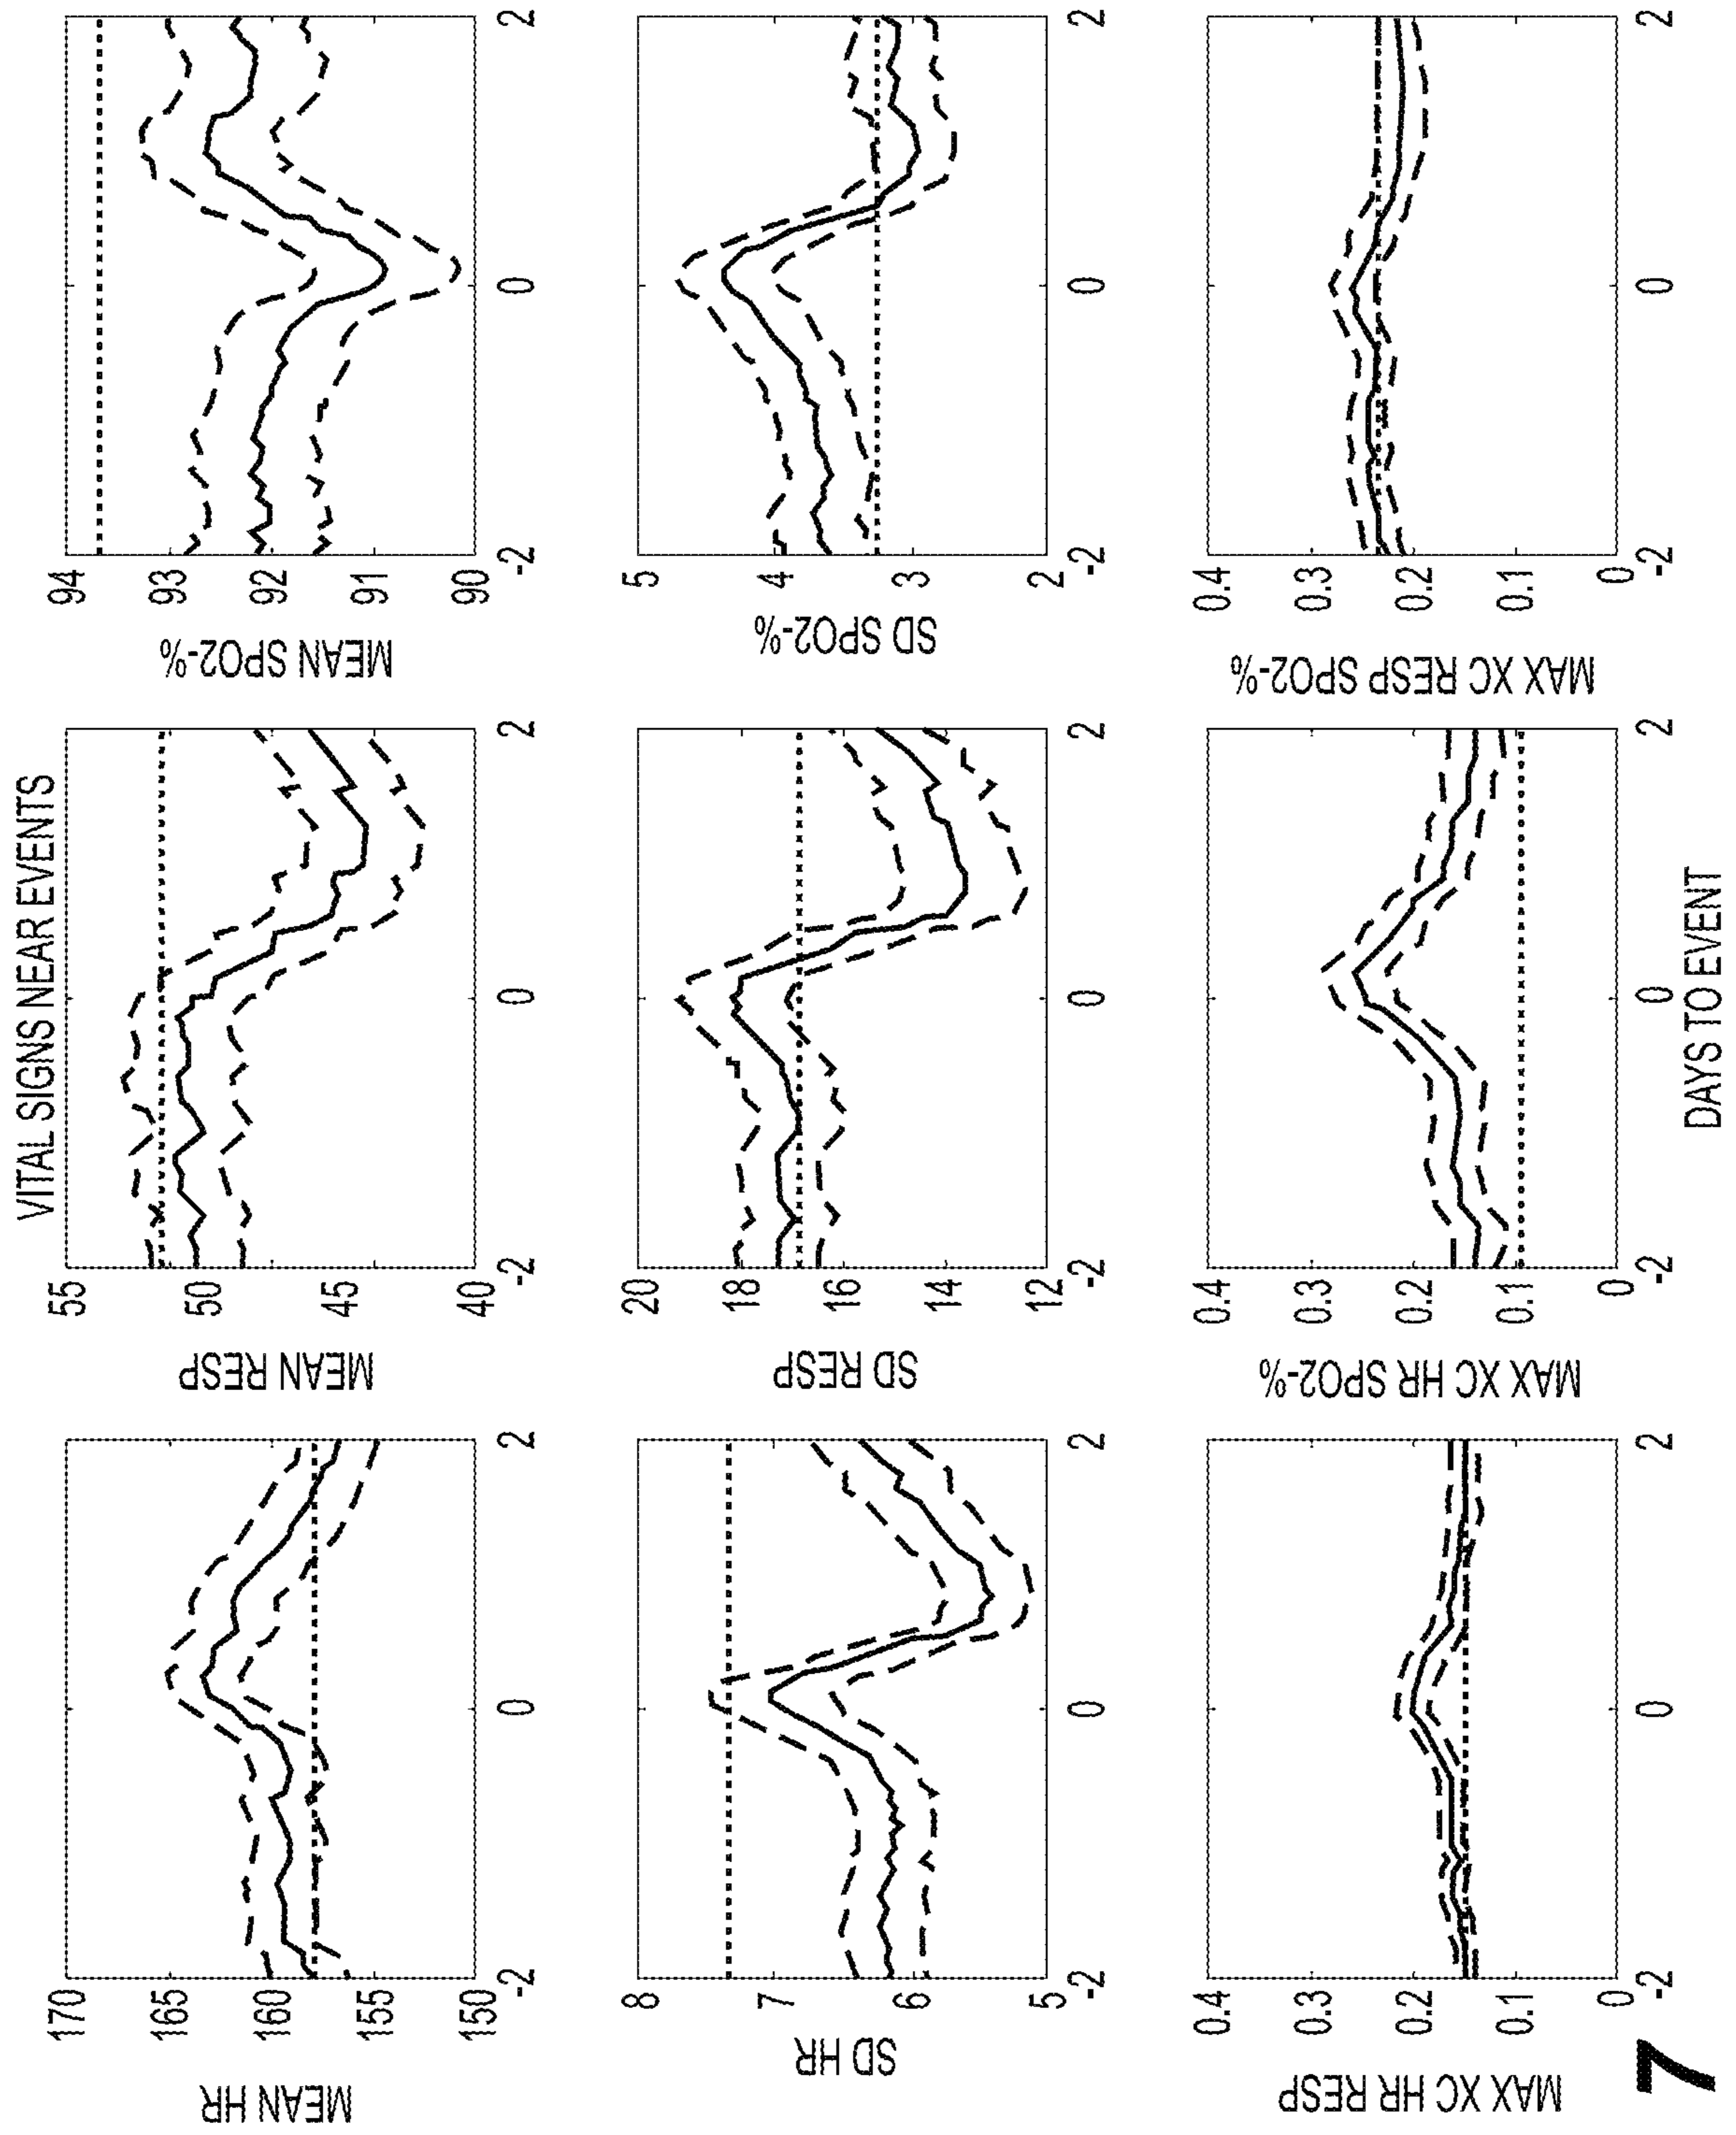 VITAL SIGNS NEAR EVENTS
MEAN HR
170
165
160
155
150
-2 0 2
MEAN RESP
55
50
45
40
-2 0 2
MEAN SPO2-%
94
93
92
91
90
-2 0 2
SD HR
8
7
6
5
-2 0 2
SD RESP
20
18
16
14
12
-2 0 2
SD SPO2-%
5
4
3
2
-2 0 2
MAX XC HR RESP
0.4
0.3
0.2
0.1
0
-2 0 2
MAX XC HR SPO2-%
0.4
0.3
0.2
0.1
0
-2 0 2
MAX XC RESP SPO2-%
0.4
0.3
0.2
0.1
0
-2 0 2
DAYS TO EVENT
7